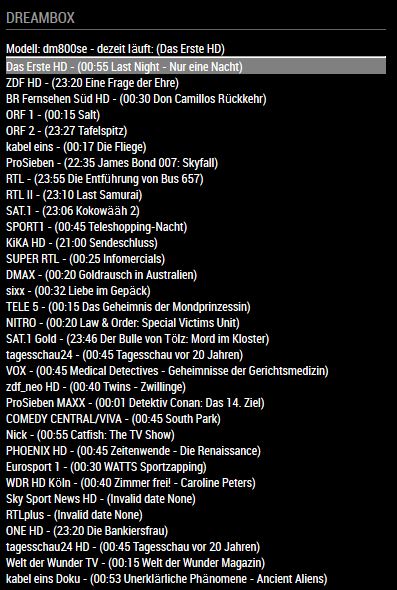 DREAMBOX
Modell: dm800se - dezeit läuft: (Das Erste HD)
Das Erste HD - (00:55 Last Night - Nur eine Nacht)
ZDF HD - (23:20 Eine Frage der Ehre)
BR Fernsehen Süd HD - (00:30 Don Camillos Rückkehr)
ORF 1 - (00:15 Salt)
ORF 2 - (23:27 Tafelspitz)
kabel eins - (00:17 Die Fliege)
ProSieben - (22:35 James Bond 007: Skyfall)
RTL - (23:55 Die Entführung von Bus 657)
RTL II - (23:10 Last Samurai)
SAT.1 - (23:06 Kokowääh 2)
SPORT1 - (00:45 Teleshopping-Nacht)
KiKA HD - (21:00 Sendeschluss)
SUPER RTL - (00:25 Infomercials)
DMAX - (00:20 Goldrausch in Australien)
sixx - (00:32 Liebe im Gepäck)
TELE 5 - (00:15 Das Geheimnis der Mondprinzessin)
NITRO - (00:20 Law & Order: Special Victims Unit)
SAT.1 Gold - (23:46 Der Bulle von Tölz: Mord im Kloster)
tagesschau24 - (00:45 Tagesschau vor 20 Jahren)
VOX - (00:45 Medical Detectives - Geheimnisse der Gerichtsmedizin)
zdf_neo HD - (00:40 Twins - Zwillinge)
ProSieben MAXX - (00:01 Detektiv Conan: Das 14. Ziel)
COMEDY CENTRAL/VIVA - (00:45 South Park)
Nick - (00:55 Catfish: The TV Show)
PHOENIX HD - (00:45 Zeitenwende - Die Renaissance)
Eurosport 1 - (00:30 WATTS Sportzapping)
WDR HD Köln - (00:40 Zimmer frei! - Caroline Peters)
Sky Sport News HD - (Invalid date None)
RTLplus - (Invalid date None)
ONE HD - (23:20 Die Bankiersfrau)
tagesschau24 HD - (00:45 Tagesschau vor 20 Jahren)
Welt der Wunder TV - (00:15 Welt der Wunder Magazin)
kabel eins Doku - (00:53 Unerklärliche Phänomene - Ancient Aliens)